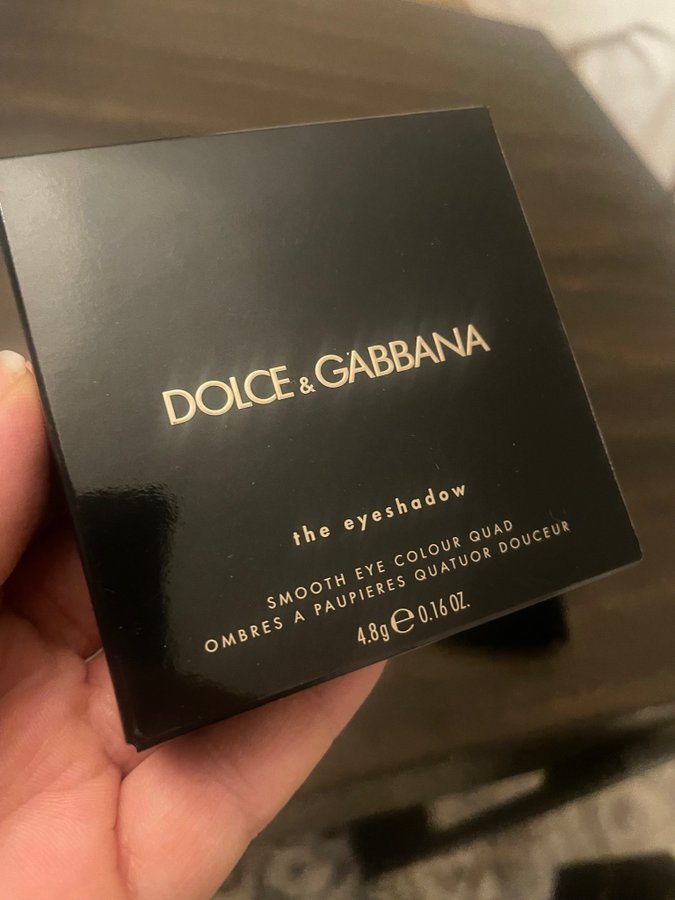 DOLCE & GABBANA
the eyeshadow
SMOOTH EYE COLOUR QUAD
OMBRES A PAUPIERES QUATUOR DOUCEUR
4.8g e 0.16 OZ.